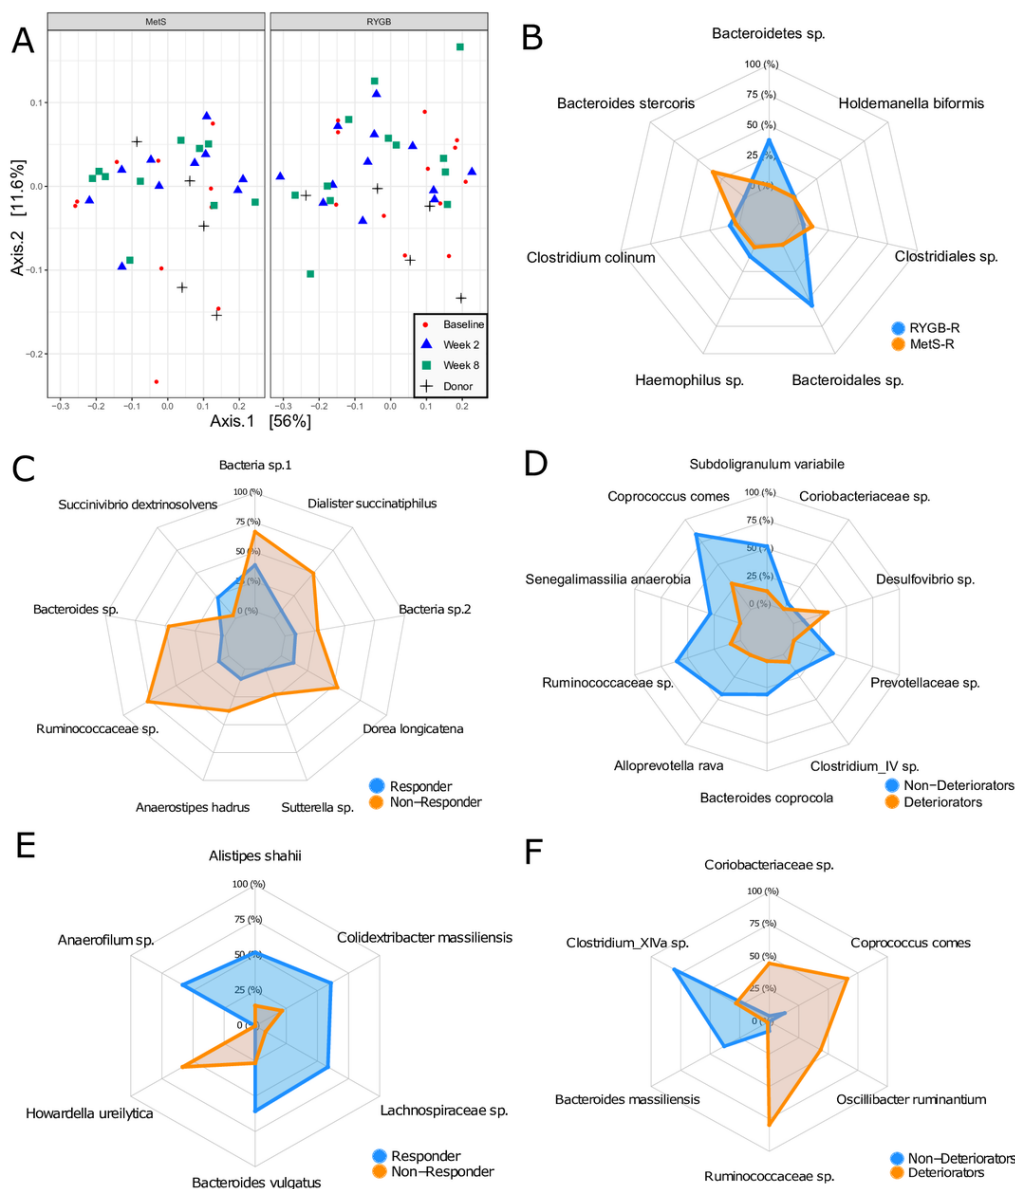 A
MetS
RYGB
0.1
0.0
−0.1
−0.2
Axis.2 [11.6%]
−0.3
−0.2
−0.1
0.0
0.1
0.2
−0.3
−0.2
−0.1
0.0
0.1
0.2
Axis.1 [56%]
Baseline
Week 2
Week 8
Donor
B
Bacteroidetes sp.
100 (%)
75 (%)
50 (%)
25 (%)
Bacteroides stercoris
Holdemanella biformis
Clostridium colinum
Clostridiales sp.
Haemophilus sp.
Bacteroidales sp.
RYGB-R
MetS-R
C
Bacteria sp.1
100 (%)
75 (%)
50 (%)
25 (%)
0 (%)
Succinivibrio dextrinosolvens
Dialister succinatiphilus
Bacteroides sp.
Bacteria sp.2
Ruminococcaceae sp.
Dorea longicatena
Anaerostipes hadrus
Sutterella sp.
Responder
Non−Responder
D
Subdoligranulum variabile
100 (%)
75 (%)
50 (%)
25 (%)
0 (%)
Coprococcus comes
Coriobacteriaceae sp.
Senegalimassilia anaerobia
Desulfovibrio sp.
Ruminococcaceae sp.
Prevotellaceae sp.
Alloprevotella rava
Clostridium_IV sp.
Bacteroides coprocola
Non−Deteriorators
Deteriorators
E
Alistipes shahii
100 (%)
75 (%)
50 (%)
25 (%)
0 (%)
Anaerofilum sp.
Colidextribacter massiliensis
Howardella ureilytica
Lachnospiraceae sp.
Bacteroides vulgatus
Responder
Non−Responder
F
Coriobacteriaceae sp.
100 (%)
75 (%)
50 (%)
25 (%)
0 (%)
Clostridium_XIVa sp.
Coprococcus comes
Bacteroides massiliensis
Oscillibacter ruminantium
Ruminococcaceae sp.
Non−Deteriorators
Deteriorators